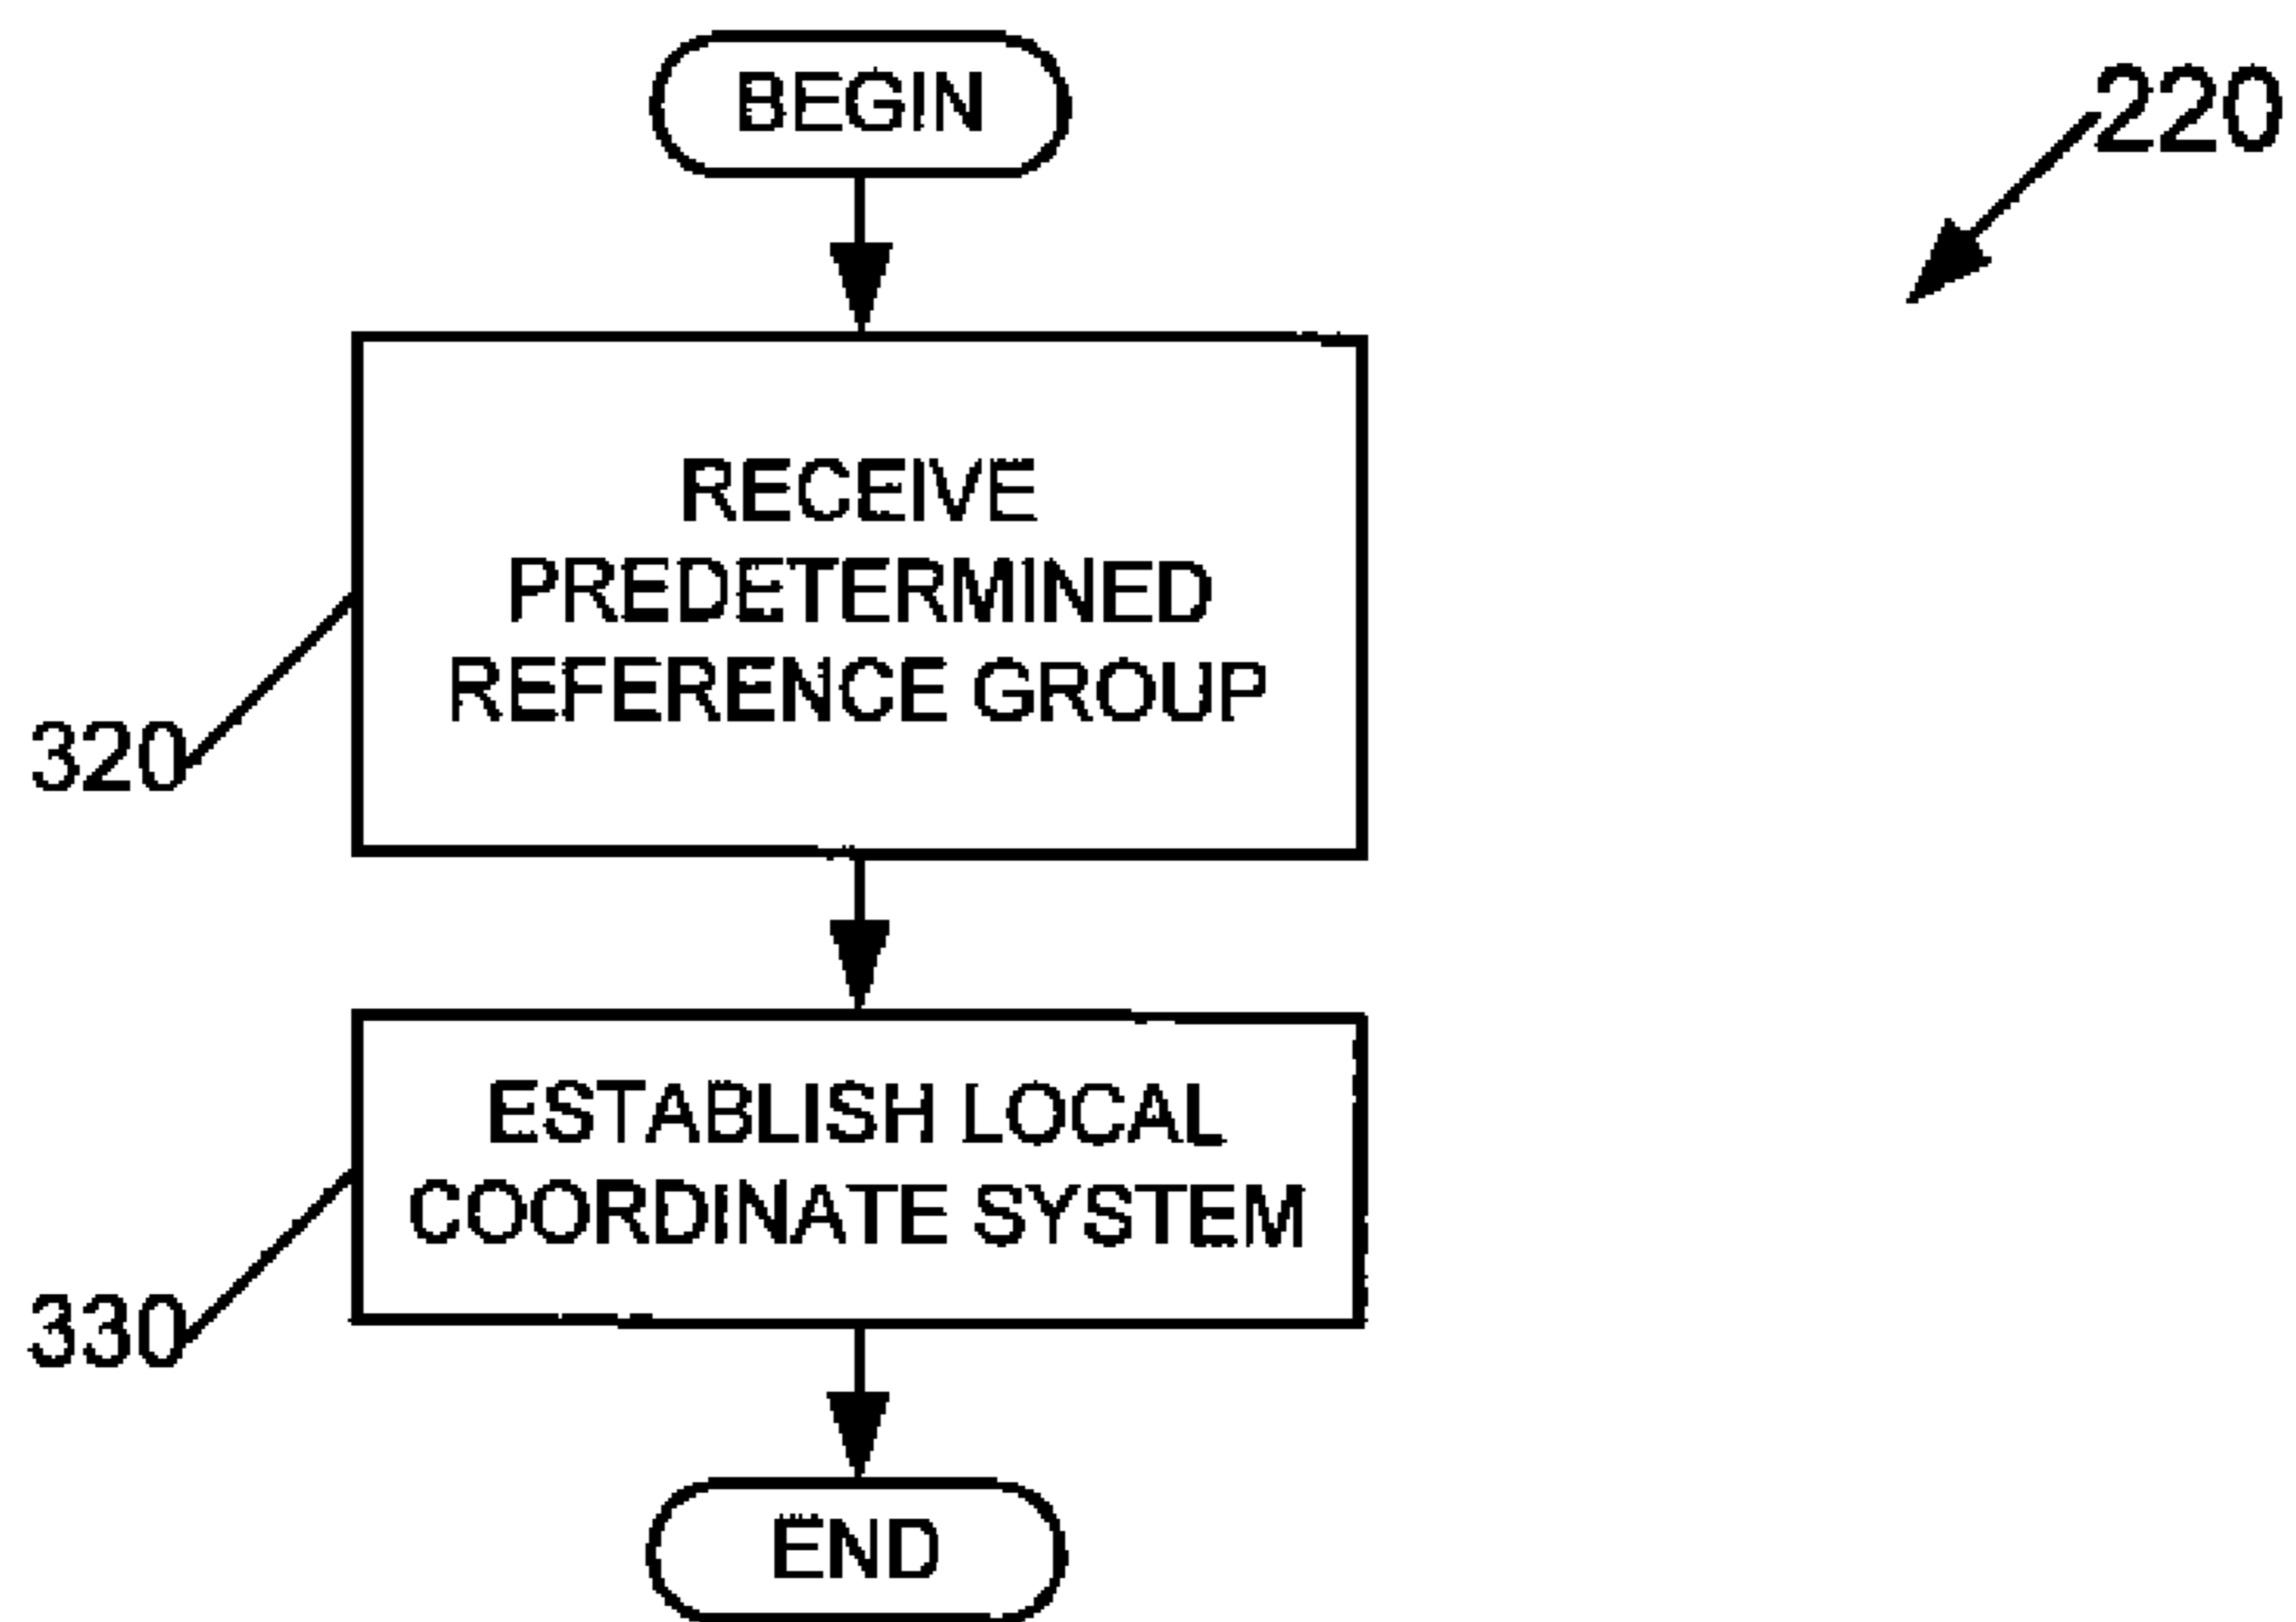 BEGIN
220
RECEIVE
PREDETERMINED
REFERENCE GROUP
320
ESTABLISH LOCAL
COORDINATE SYSTEM
330
END